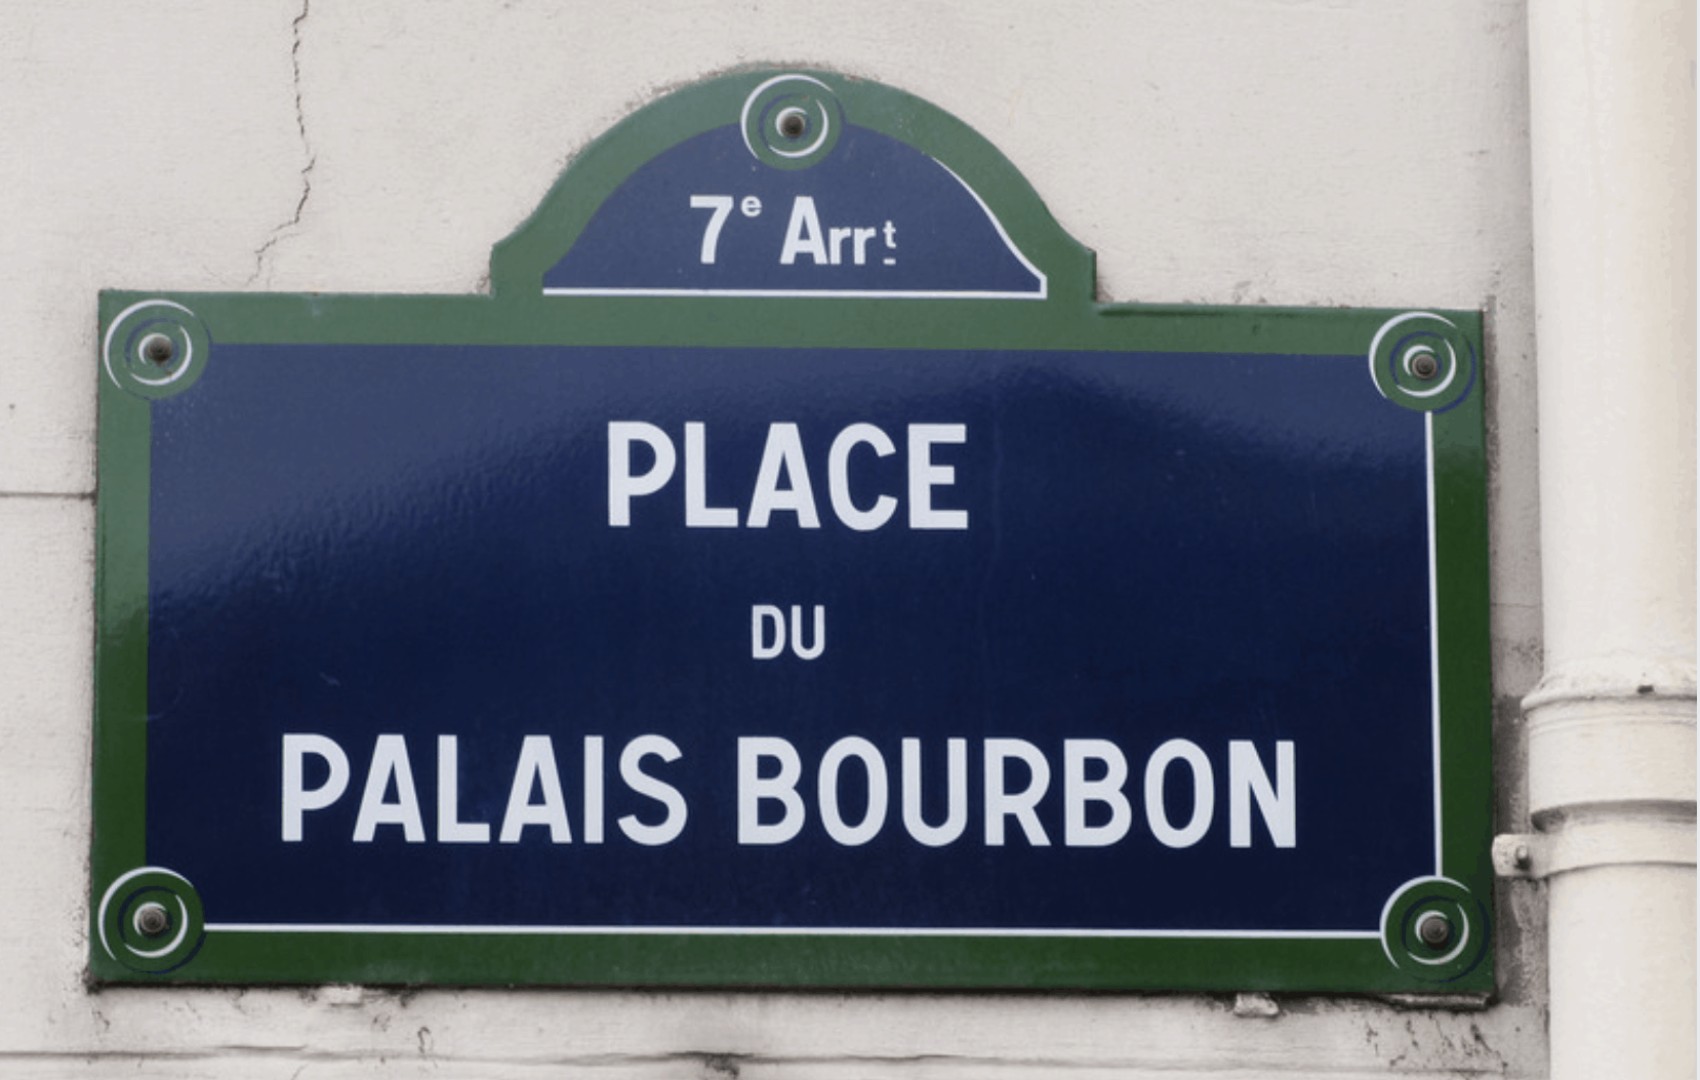 7e Arrt
PLACE
DU
PALAIS BOURBON